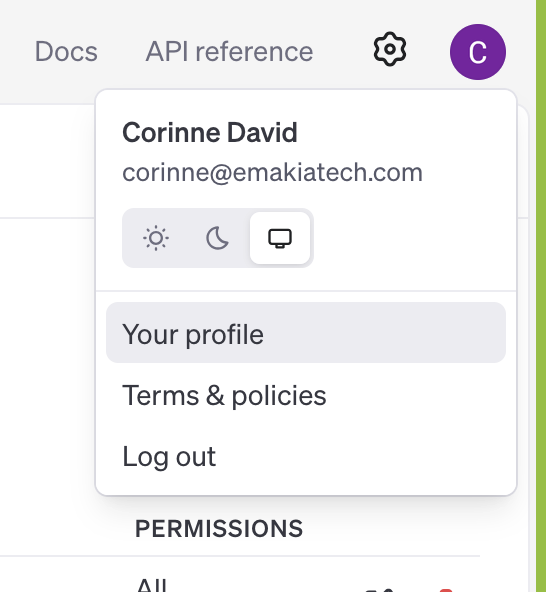 Docs API reference C
Corinne David
corinne@emakiatech.com
Your profile
Terms & policies
Log out
PERMISSIONS
All